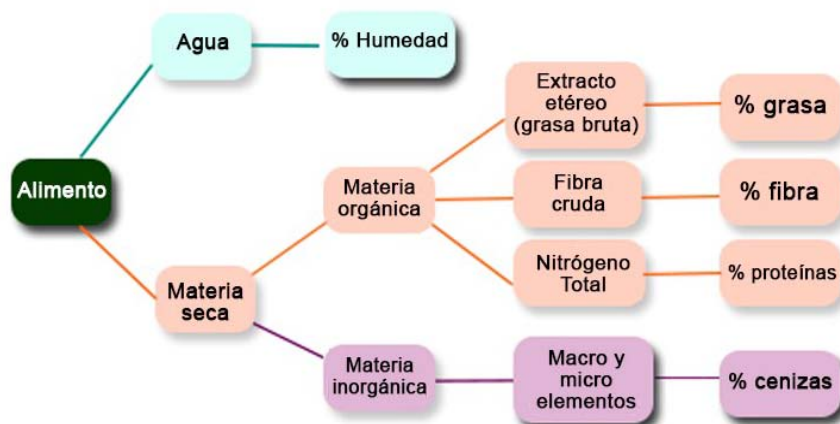 Agua
% Humedad
Extracto
etéreo
(grasa bruta)
% grasa
Alimento
Materia
orgánica
Fibra
cruda
% fibra
Nitrógeno
Total
% proteínas
Materia
seca
Materia
inorgánica
Macro y
micro
elementos
% cenizas